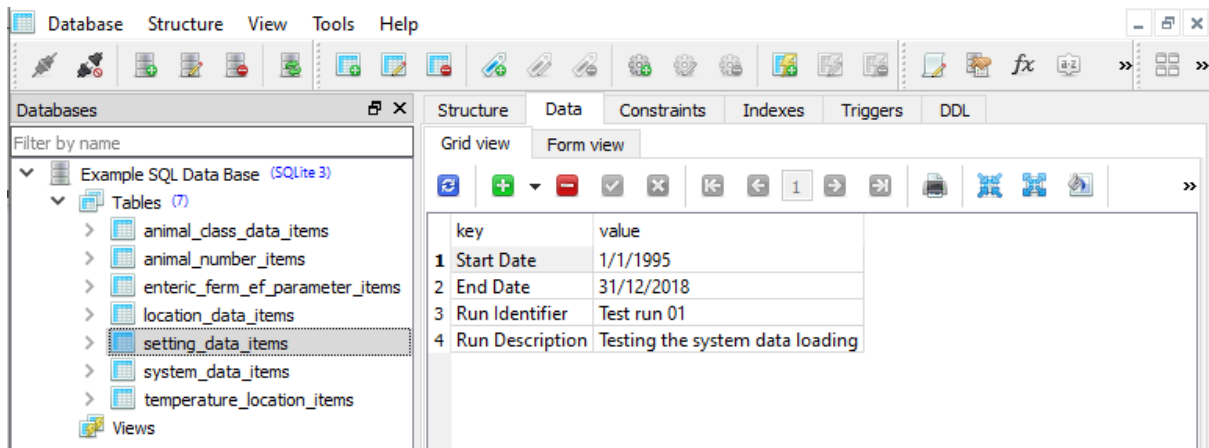 Database Structure View Tools Help
fx a·z » »
Databases
Structure Data Constraints Indexes Triggers DDL
Filter by name
Grid view Form view
Example SQL Data Base (SQLite 3)
Tables (7)
1 »
animal_class_data_items
key value
animal_number_items
1 Start Date 1/1/1995
enteric_ferm_ef_parameter_items
2 End Date 31/12/2018
location_data_items
3 Run Identifier Test run 01
setting_data_items
4 Run Description Testing the system data loading
system_data_items
temperature_location_items
Views